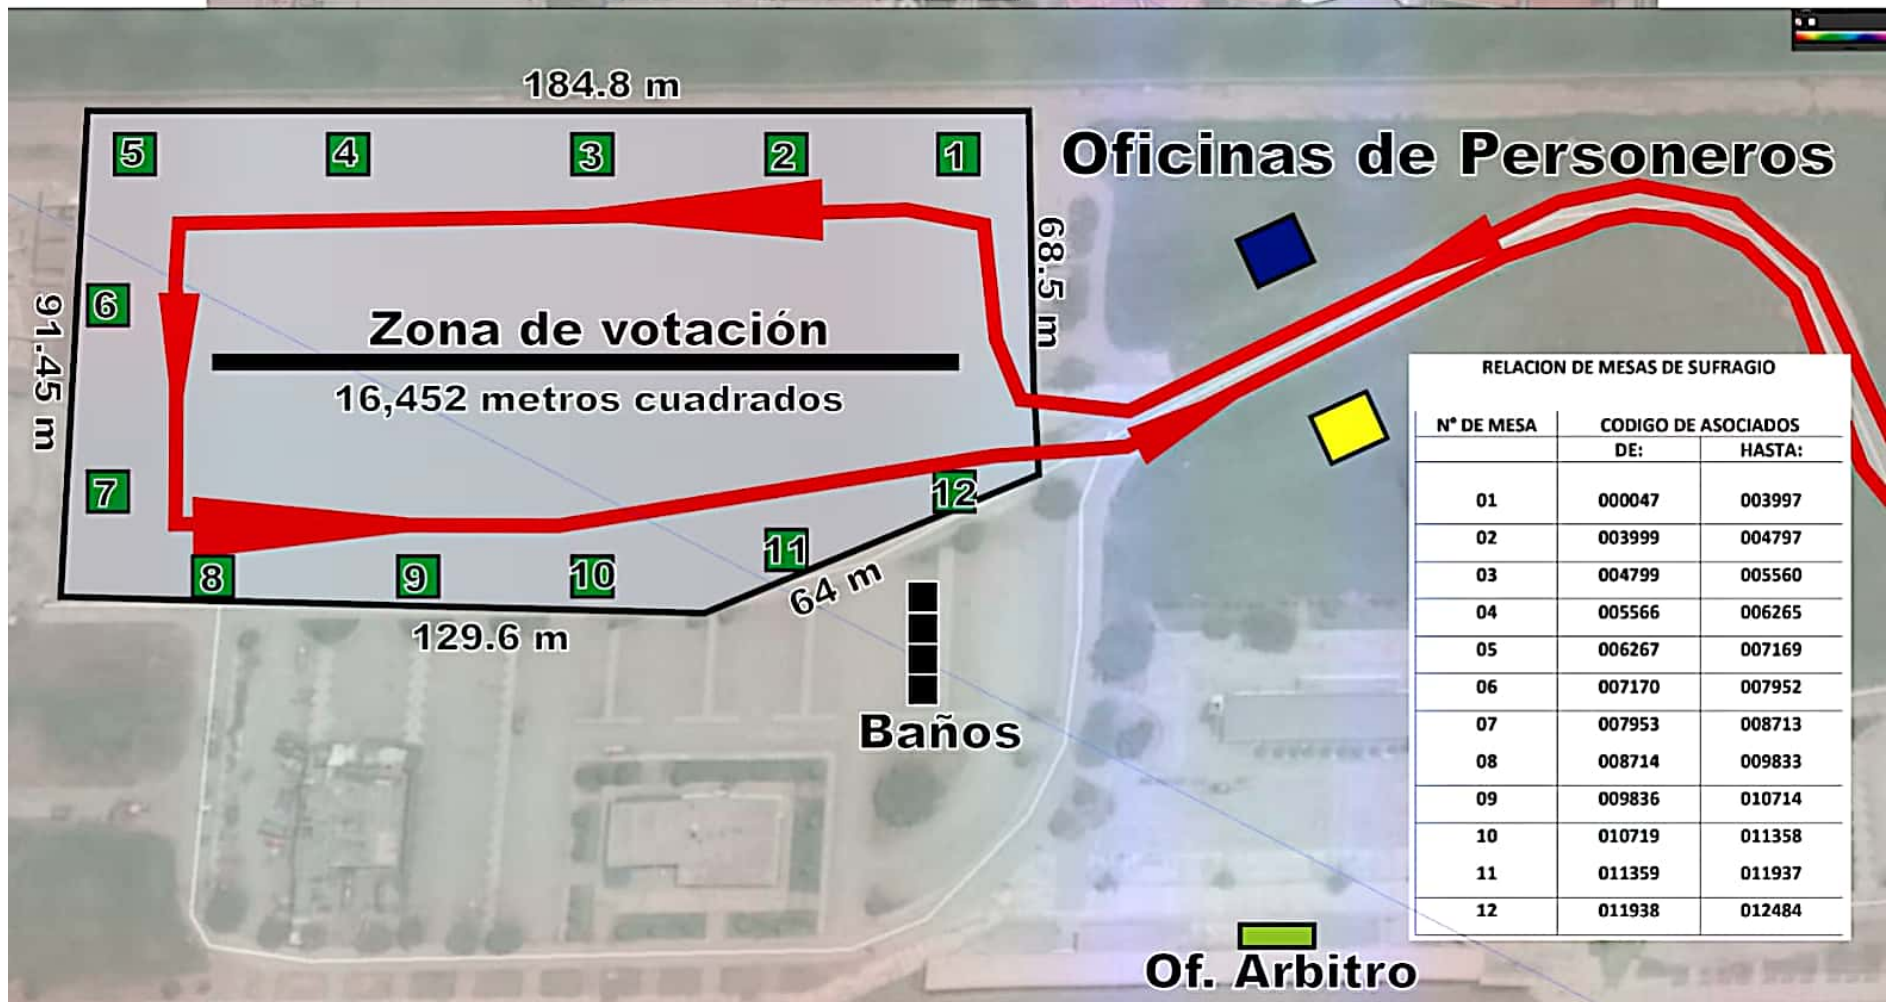 184.8 m
5 4 3 2 1
Oficinas de Personeros
68.5 m
6
91.45 m
Zona de votación
16,452 metros cuadrados
7
12
11
8 9 10
64 m
129.6 m
Baños
Of. Arbitro
RELACION DE MESAS DE SUFRAGIO
N° DE MESA CODIGO DE ASOCIADOS
DE: HASTA:
01 000047 003997
02 003999 004797
03 004799 005560
04 005566 006265
05 006267 007169
06 007170 007952
07 007953 008713
08 008714 009833
09 009836 010714
10 010719 011358
11 011359 011937
12 011938 012484